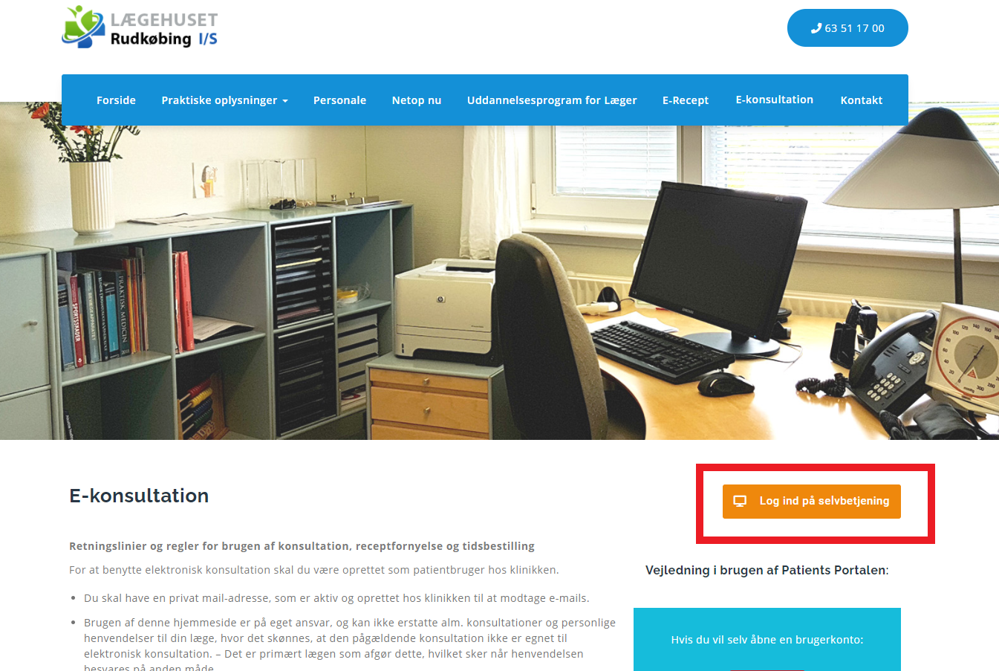 LÆGEHUSET
Rudkøbing I/S
63 51 17 00
Forside
Praktiske oplysninger
Personale
Netop nu
Uddannelsesprogram for Læger
E-Recept
E-konsultation
Kontakt
SPORTSSKADER
PRAKTISK MEDICIN
E-konsultation
Log ind på selvbetjening
Retningslinier og regler for brugen af konsultation, receptfornyelse og tidsbestilling
For at benytte elektronisk konsultation skal du være oprettet som patientbruger hos klinikken.
Du skal have en privat mail-adresse, som er aktiv og oprettet hos klinikken til at modtage e-mails.
Brugen af denne hjemmeside er på eget ansvar, og kan ikke erstatte alm. konsultationer og personlige
henvendelser til din læge, hvor det skønnes, at den pågældende konsultation ikke er egnet til
elektronisk konsultation. – Det er primært lægen som afgør dette, hvilket sker når henvendelsen
besvares på anden måde
Vejledning i brugen af Patients Portalen:
Hvis du vil selv åbne en brugerkonto: